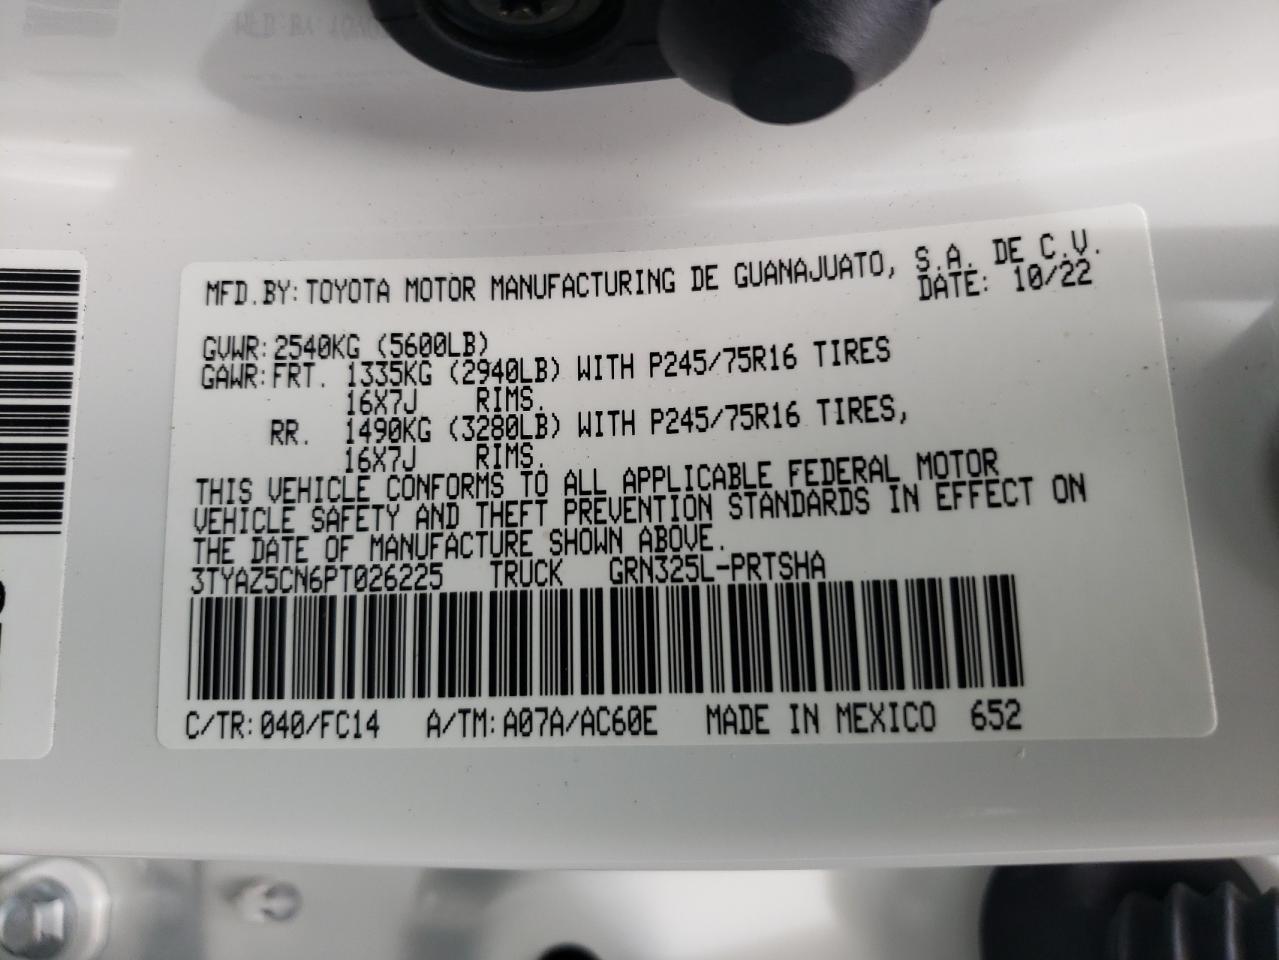 MFD.BY: TOYOTA MOTOR MANUFACTURING DE GUANAJUATO, S.A. DE C.V.
DATE: 10/22
GVWR: 2540KG (5600LB)
GAWR: FRT. 1335KG (2940LB) WITH P245/75R16 TIRES
16X7J RIMS.
RR. 1490KG (3280LB) WITH P245/75R16 TIRES,
16X7J RIMS.
THIS VEHICLE CONFORMS TO ALL APPLICABLE FEDERAL MOTOR
VEHICLE SAFETY AND THEFT PREVENTION STANDARDS IN EFFECT ON
THE DATE OF MANUFACTURE SHOWN ABOVE.
3TYAZ5CN6PT026225 TRUCK GRN325L-PRTSHA
C/TR: 040/FC14 A/TM: A07A/AC60E MADE IN MEXICO 652